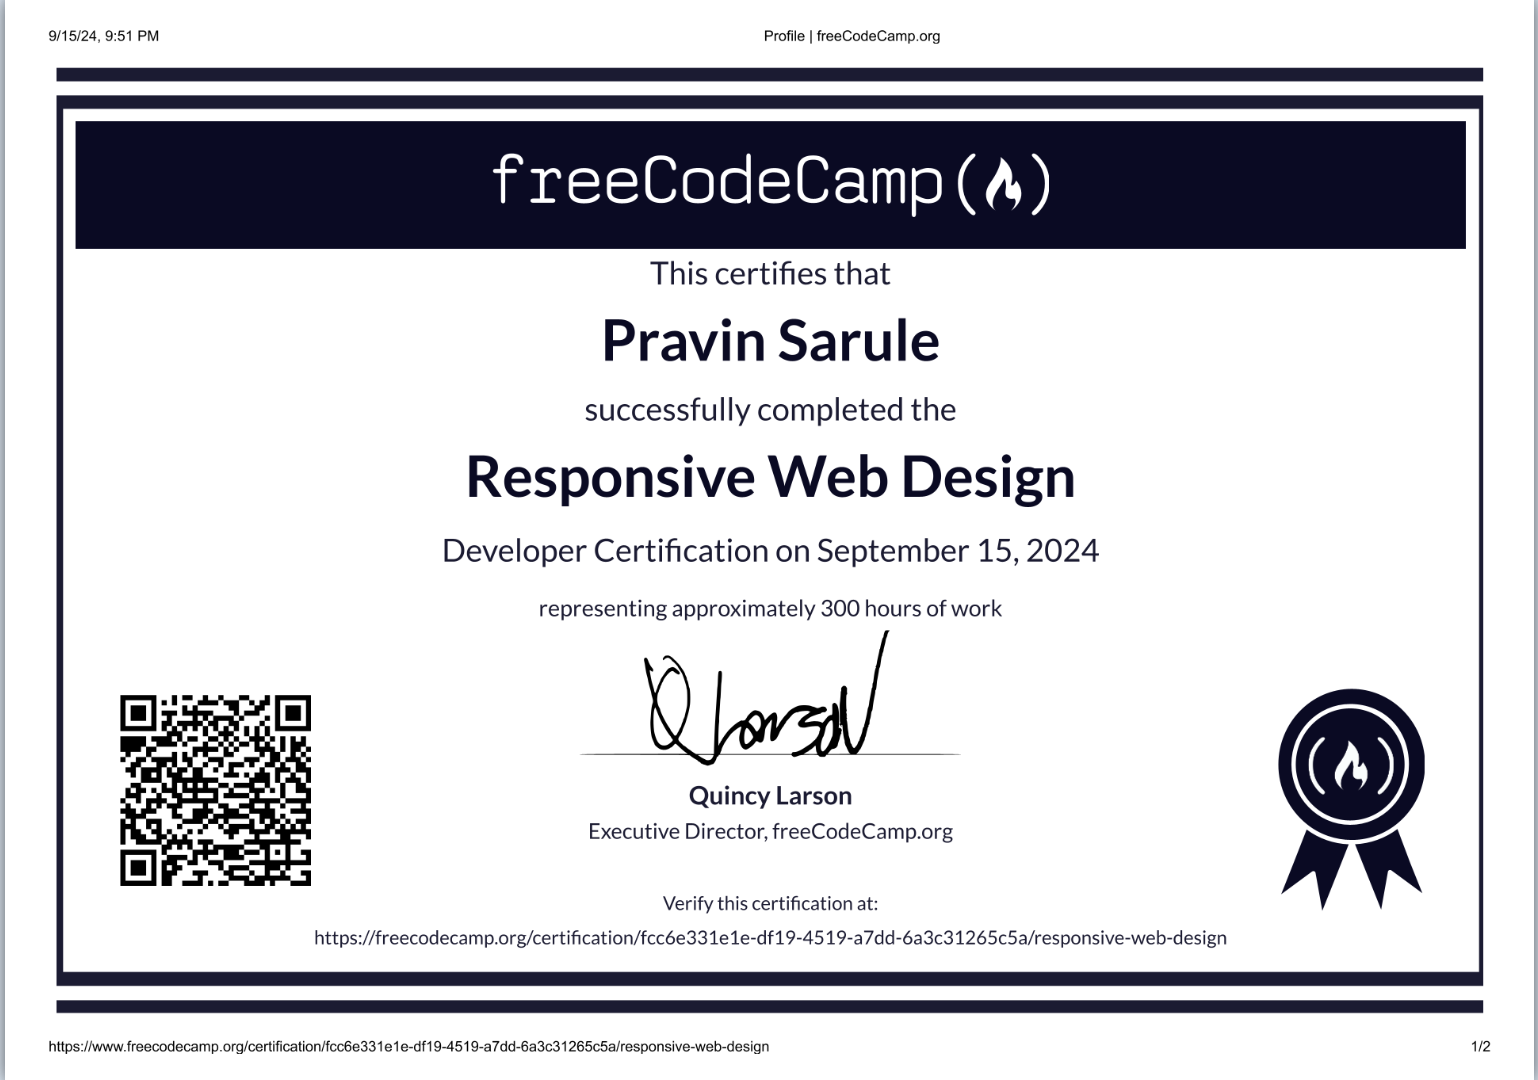 9/15/24, 9:51 PM
Profile | freeCodeCamp.org
freeCodeCamp
This certifies that
Pravin Sarule
successfully completed the
Responsive Web Design
Developer Certification on September 15, 2024
representing approximately 300 hours of work
Q Larson
Quincy Larson
Executive Director, freeCodeCamp.org
Verify this certification at:
https://freecodecamp.org/certification/fcc6e331e1e-df19-4519-a7dd-6a3c31265c5a/responsive-web-design
https://www.freecodecamp.org/certification/fcc6e331e1e-df19-4519-a7dd-6a3c31265c5a/responsive-web-design
1/2